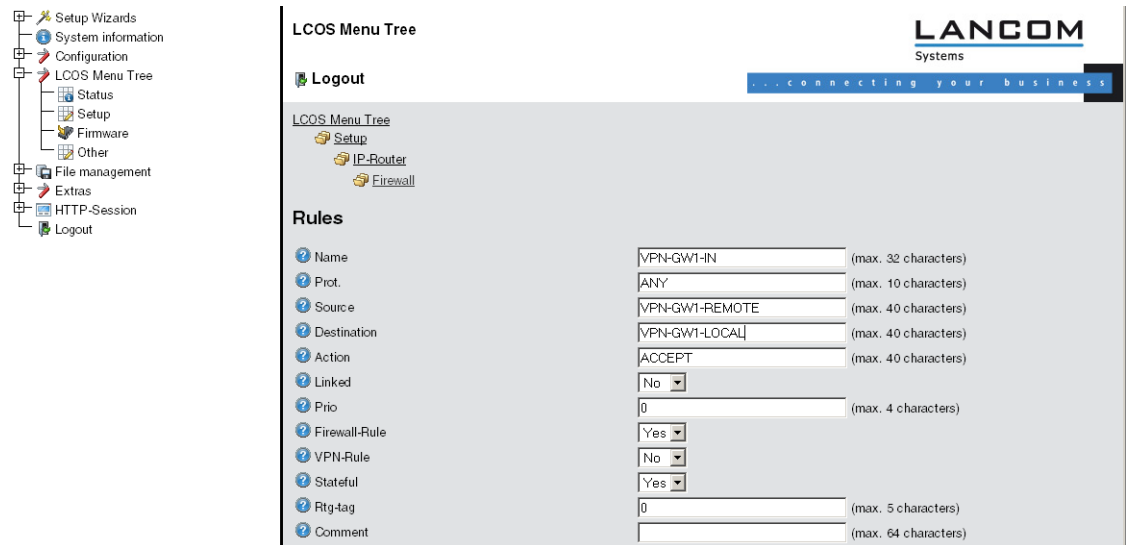 Setup Wizards
System information
Configuration
LCOS Menu Tree
Status
Setup
Firmware
Other
File management
Extras
HTTP-Session
Logout
LCOS Menu Tree
LANCOM
Systems
Logout
...connecting your business
LCOS Menu Tree
Setup
IP-Router
Firewall
Rules
Name VPN-GW1-IN (max. 32 characters)
Prot. ANY (max. 10 characters)
Source VPN-GW1-REMOTE (max. 40 characters)
Destination VPN-GW1-LOCAL (max. 40 characters)
Action ACCEPT (max. 40 characters)
Linked No
Prio 0 (max. 4 characters)
Firewall-Rule Yes
VPN-Rule No
Stateful Yes
Rtg-tag 0 (max. 5 characters)
Comment (max. 64 characters)